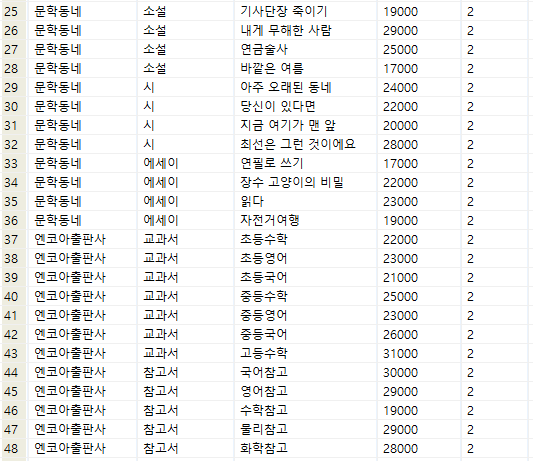 25 문학동네 소설 기사단장 죽이기 19000 2
26 문학동네 소설 내게 무해한 사람 29000 2
27 문학동네 소설 연금술사 25000 2
28 문학동네 소설 바깥은 여름 17000 2
29 문학동네 시 아주 오래된 동네 24000 2
30 문학동네 시 당신이 있다면 22000 2
31 문학동네 시 지금 여기가 맨 앞 20000 2
32 문학동네 시 최선은 그런 것이에요 28000 2
33 문학동네 에세이 연필로 쓰기 17000 2
34 문학동네 에세이 장수 고양이의 비밀 22000 2
35 문학동네 에세이 읽다 23000 2
36 문학동네 에세이 자전거여행 19000 2
37 엔코아출판사 교과서 초등수학 22000 2
38 엔코아출판사 교과서 초등영어 23000 2
39 엔코아출판사 교과서 초등국어 21000 2
40 엔코아출판사 교과서 중등수학 25000 2
41 엔코아출판사 교과서 중등영어 23000 2
42 엔코아출판사 교과서 중등국어 26000 2
43 엔코아출판사 교과서 고등수학 31000 2
44 엔코아출판사 참고서 국어참고 30000 2
45 엔코아출판사 참고서 영어참고 29000 2
46 엔코아출판사 참고서 수학참고 19000 2
47 엔코아출판사 참고서 물리참고 29000 2
48 엔코아출판사 참고서 화학참고 28000 2